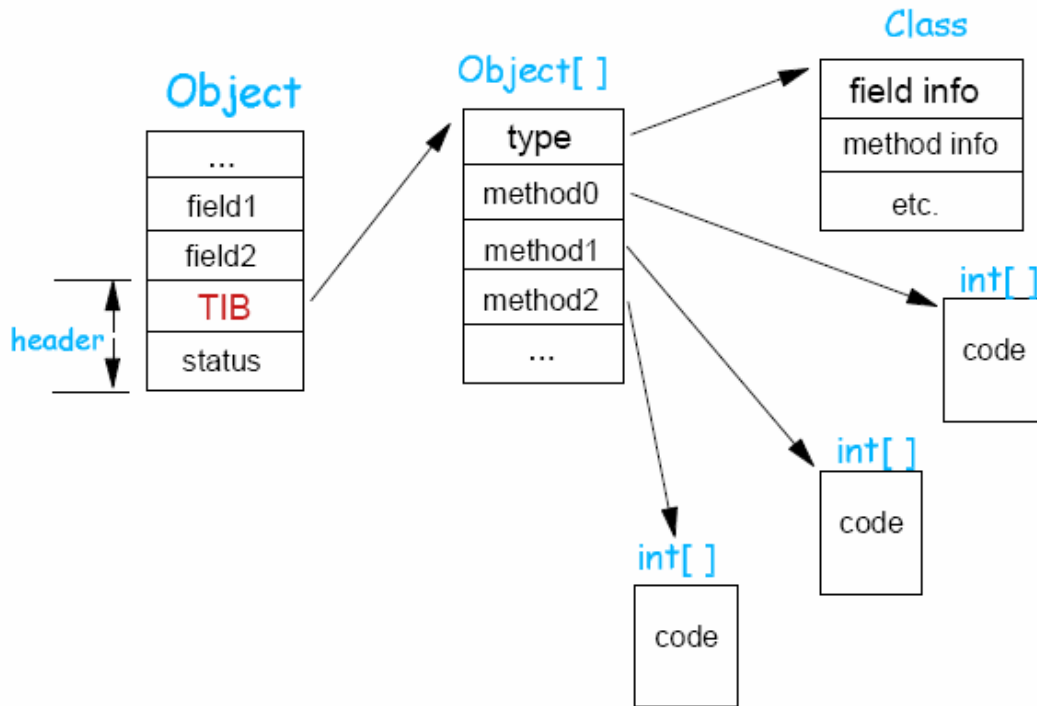 Object
...
field1
field2
TIB
status
header
Object[ ]
type
method0
method1
method2
...
Class
field info
method info
etc.
int[ ]
code
int[ ]
code
int[ ]
code